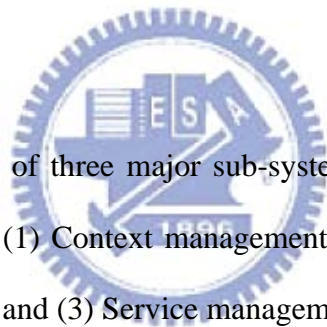 E S A
1896
of three major sub-syste
(1) Context management
and (3) Service managem